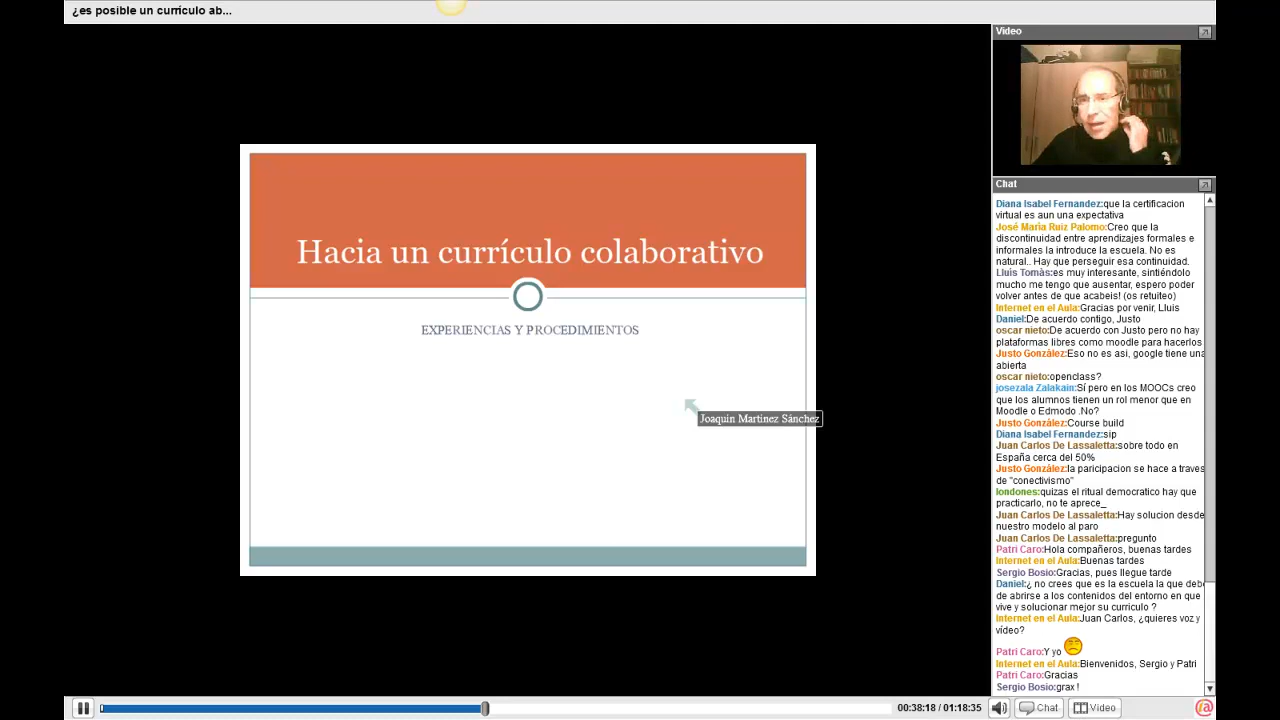 ¿es posible un curriculo ab...
Hacia un currículo colaborativo
EXPERIENCIAS Y PROCEDIMIENTOS
Joaquin Martínez Sánchez
Video
Chat
Diana Isabel Fernandez:que la certificacion
virtual es aun una expectativa
José Maria Ruiz Palomo:Creo que la
discontinuidad entre aprendizajes formales e
informales la introduce la escuela. No es
natural.. Hay que perseguir esa continuidad.
Lluís Tomàs:es muy interesante, sintiéndolo
mucho me tengo que ausentar, espero poder
volver antes de que acabeis! (os retuiteo)
Internet en el Aula:Gracias por venir, Lluis
Daniel:De acuerdo contigo, Justo
oscar nieto:De acuerdo con Justo pero no hay
plataformas libres como moodle para hacerlos
Justo González:Eso no es asi, google tiene una
abierta
oscar nieto:openclass?
josezala Zalakain:Sí pero en los MOOCs creo
que los alumnos tienen un rol menor que en
Moodle o Edmodo .No?
Justo González:Course build
Diana Isabel Fernandez:sip
Juan Carlos De Lassaletta:sobre todo en
España cerca del 50%
Justo González:la paricipacion se hace a traves
de "conectivismo"
londones:quizas el ritual democratico hay que
practicarlo, no te aprece_
Juan Carlos De Lassaletta:Hay solucion desde
nuestro modelo al paro
Juan Carlos De Lassaletta:pregunto
Patri Caro:Hola compañeros, buenas tardes
Internet en el Aula:Buenas tardes
Sergio Bosio:Gracias, pues llegue tarde
Daniel:¿ no crees que es la escuela la que debe
de abrirse a los contenidos del entorno en que
vive y solucionar mejor su curriculo ?
Internet en el Aula:Juan Carlos, ¿quieres voz y
vídeo?
Patri Caro:Y yo
Internet en el Aula:Bienvenidos, Sergio y Patri
Patri Caro:Gracias
Sergio Bosio:grax !
00:38:18 / 01:18:35
Chat
Video